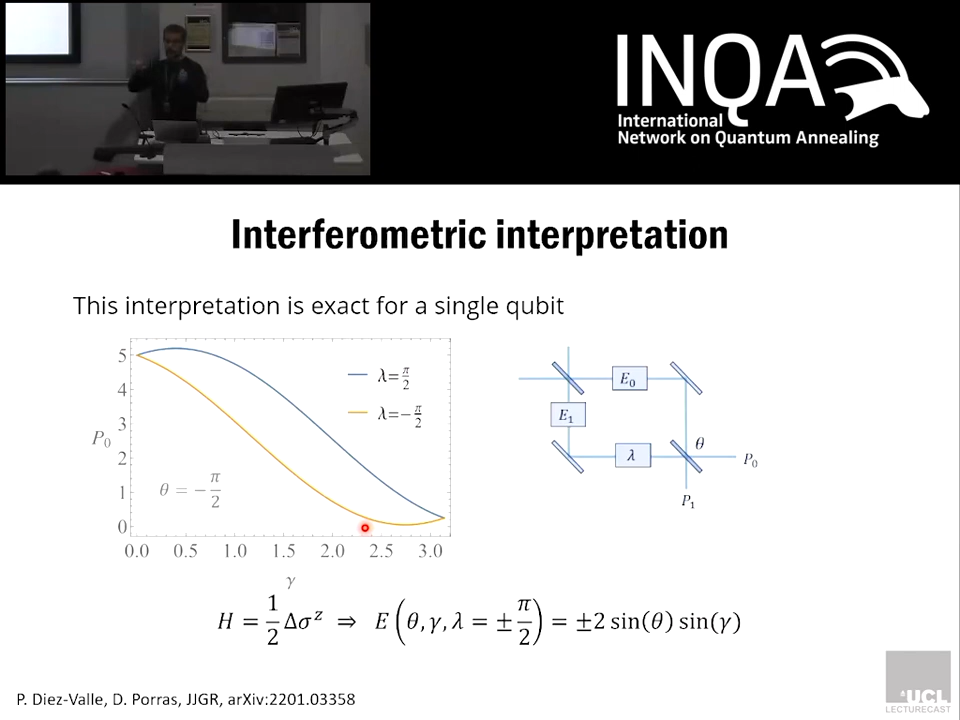 INQA
International
Network on Quantum Annealing
Interferometric interpretation
This interpretation is exact for a single qubit
5
4
3
2
1
0
P₀
λ=π/2
λ=-π/2
θ = -π/2
0.0 0.5 1.0 1.5 2.0 2.5 3.0
γ
E₀
E₁
λ
θ
P₀
P₁
H = 1/2 Δσᶻ ⇒ E(θ, γ, λ = ±π/2) = ±2 sin(θ) sin(γ)
P. Diez-Valle, D. Porras, JJGR, arXiv:2201.03358
UCL
LECTURECAST